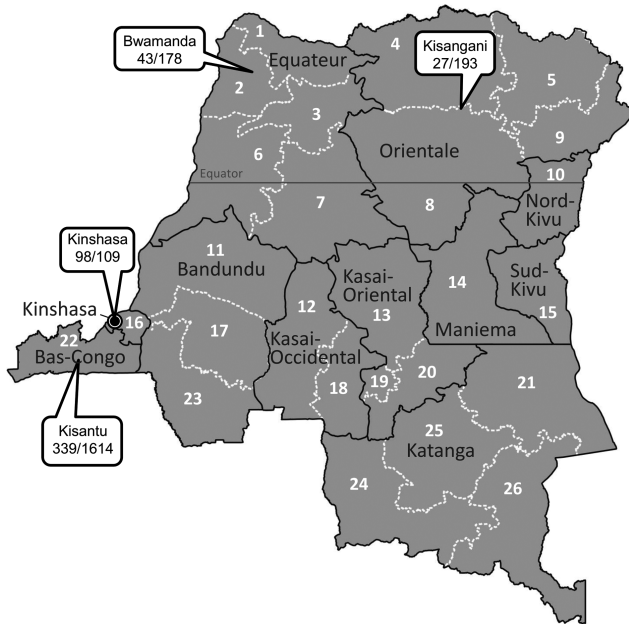 1
4
Bwamanda
43/178
Equateur
Kisangani
27/193
5
2
3
9
6
Orientale
10
Equator
7
8
Nord-
Kivu
Kinshasa
98/109
11
Bandundu
Kasai-
Oriental
13
14
Sud-
Kivu
15
12
Kinshasa
16
17
Maniema
22
Bas-Congo
Kasai-
Occidental
18
19
20
21
23
Kisantu
339/1614
25
Katanga
24
26